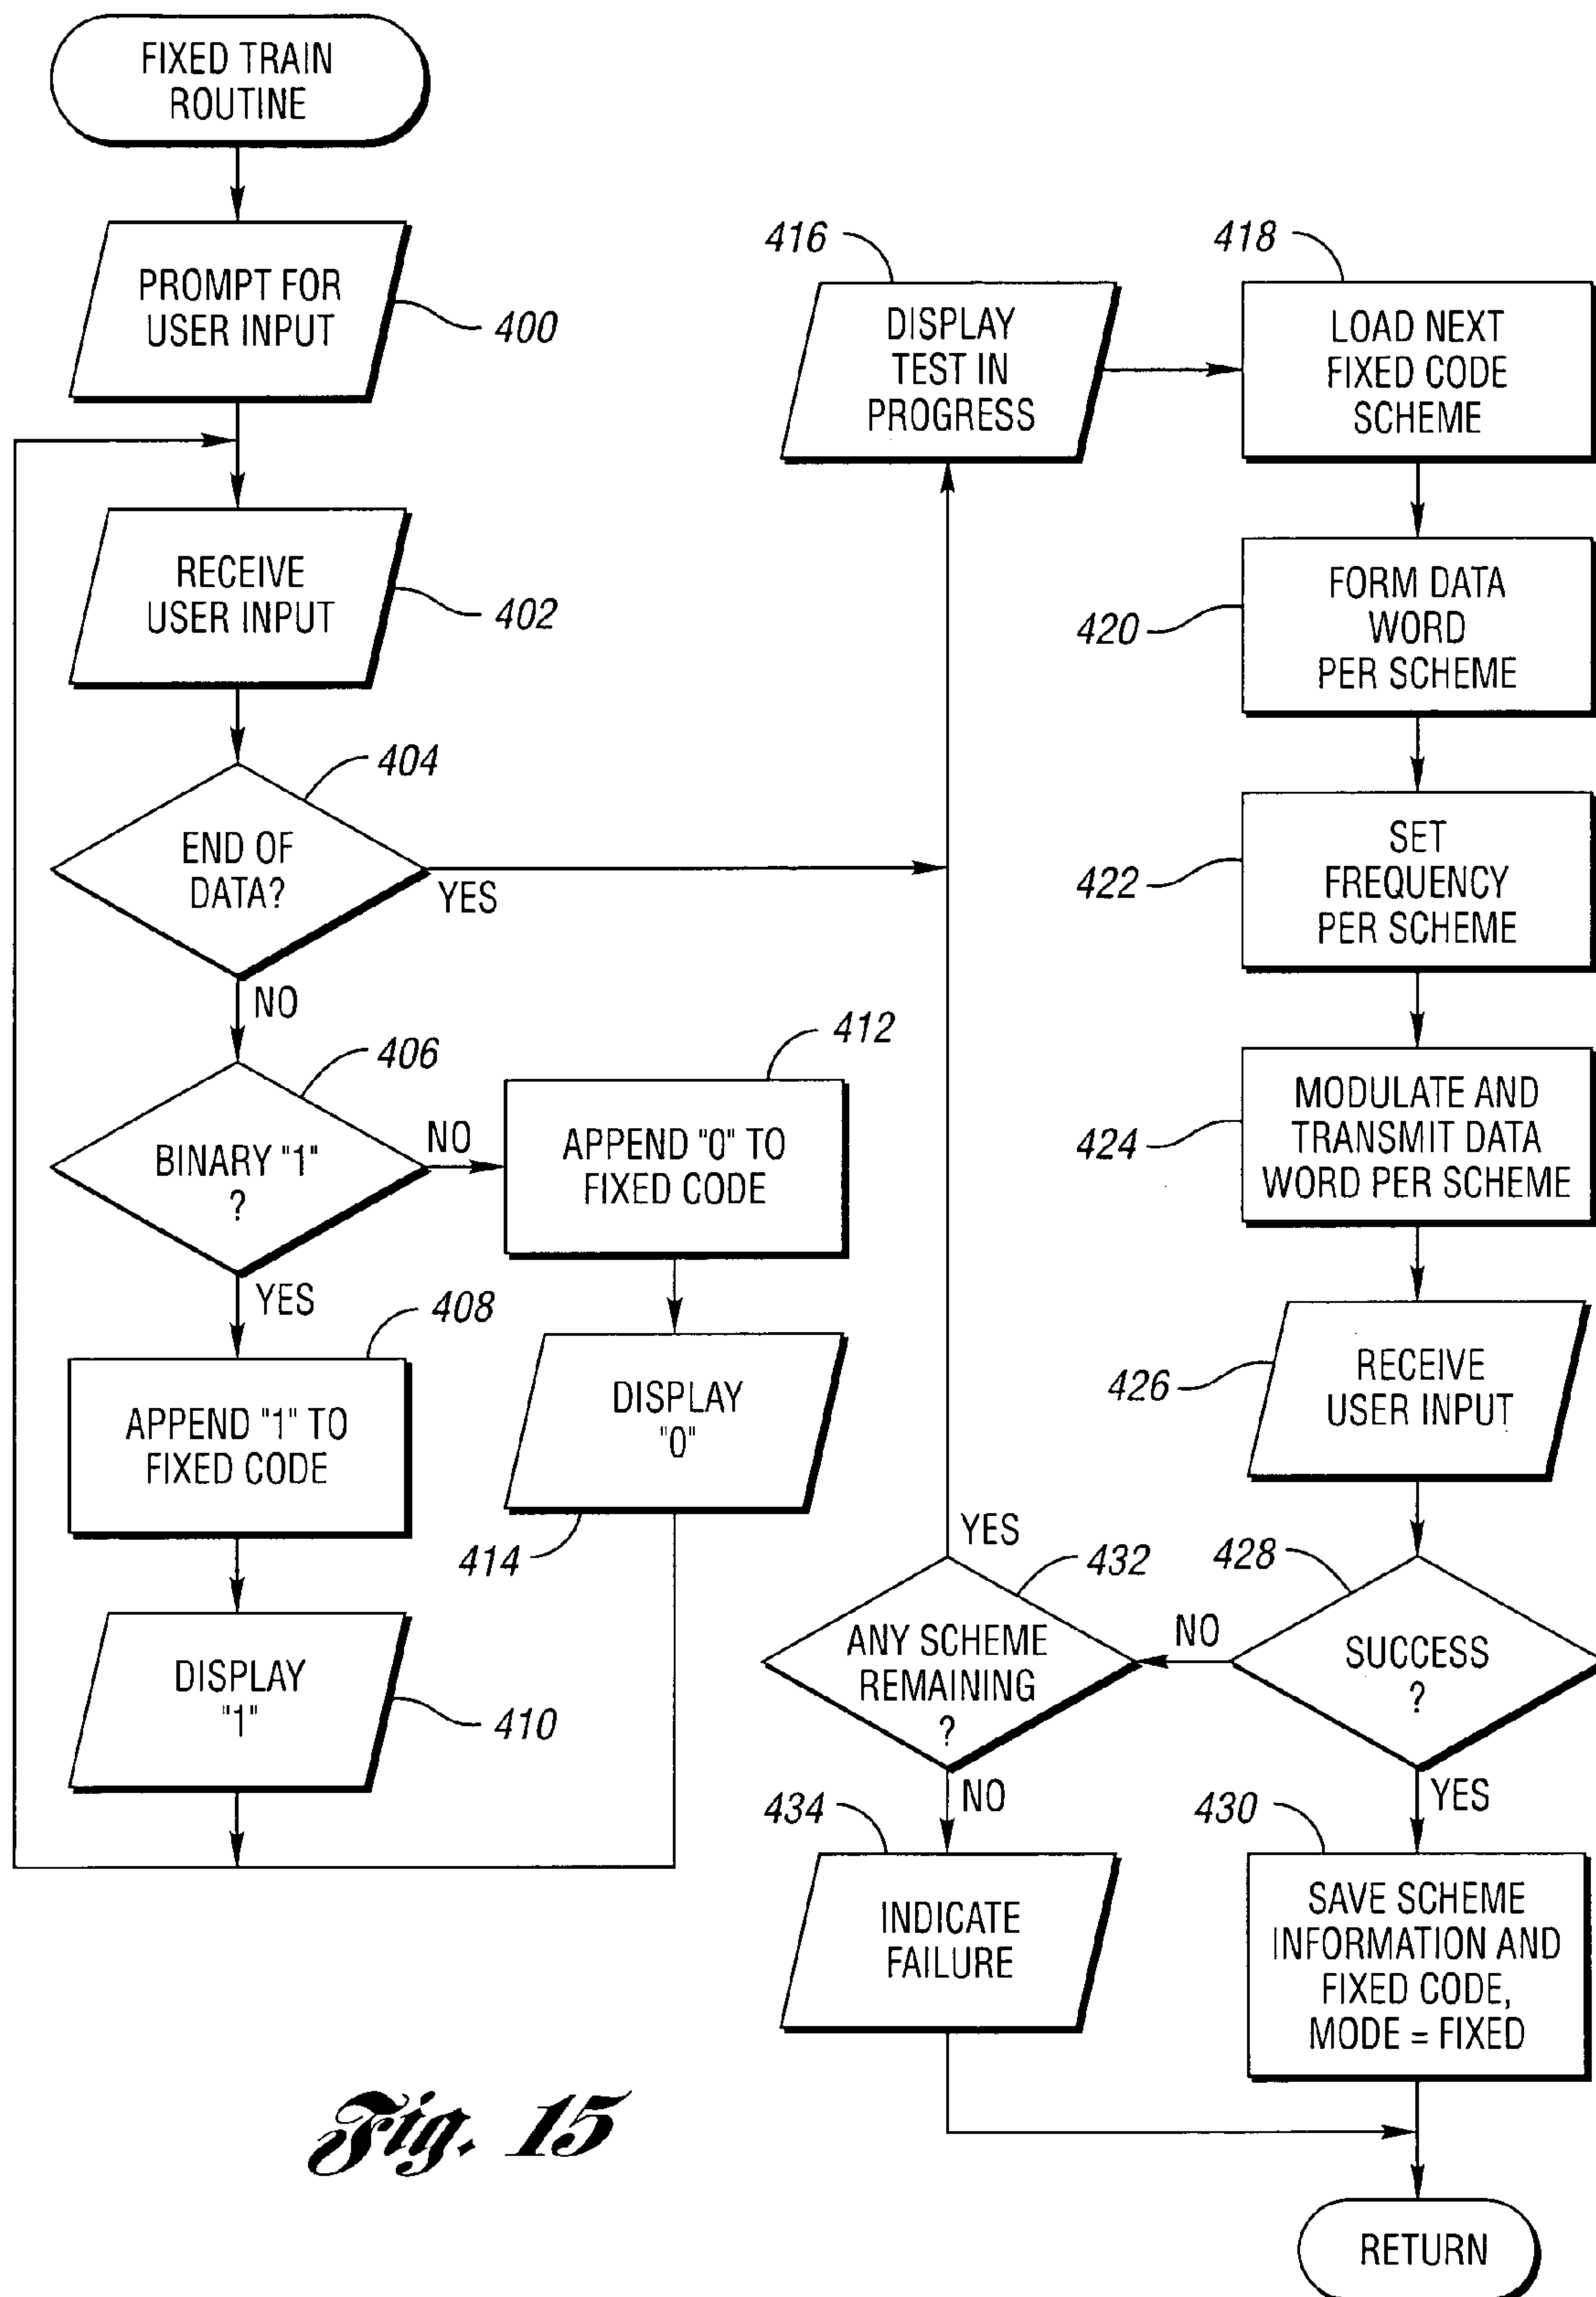 FIXED TRAIN
ROUTINE
PROMPT FOR
USER INPUT
400
RECEIVE
USER INPUT
402
404
END OF
DATA?
YES
NO
406
BINARY "1"
?
NO
YES
412
APPEND "0" TO
FIXED CODE
408
APPEND "1" TO
FIXED CODE
DISPLAY
"0"
414
DISPLAY
"1"
410
416
DISPLAY
TEST IN
PROGRESS
418
LOAD NEXT
FIXED CODE
SCHEME
420
FORM DATA
WORD
PER SCHEME
422
SET
FREQUENCY
PER SCHEME
424
MODULATE AND
TRANSMIT DATA
WORD PER SCHEME
426
RECEIVE
USER INPUT
428
SUCCESS
?
NO
YES
432
ANY SCHEME
REMAINING
?
YES
NO
434
INDICATE
FAILURE
430
SAVE SCHEME
INFORMATION AND
FIXED CODE,
MODE = FIXED
RETURN
Fig. 15